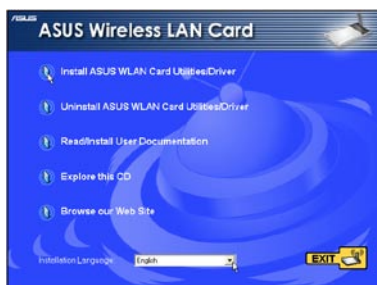 ASUS
ASUS Wireless LAN Card
Install ASUS WLAN Card Utilities/Driver
Uninstall ASUS WLAN Card Utilities/Driver
Read/Install User Documentation
Explore this CD
Browse our Web Site
Installation Language:
English
EXIT